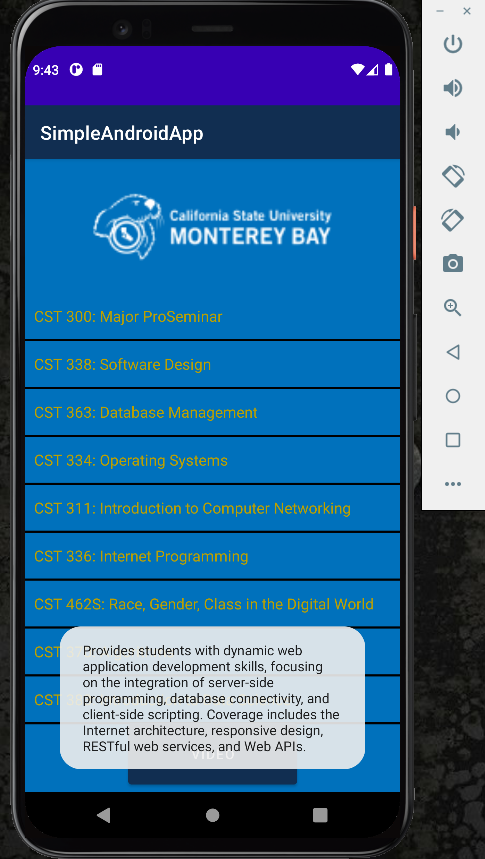 9:43
SimpleAndroidApp
California State University
MONTEREY BAY
CST 300: Major ProSeminar
CST 338: Software Design
CST 363: Database Management
CST 334: Operating Systems
CST 311: Introduction to Computer Networking
CST 336: Internet Programming
CST 462S: Race, Gender, Class in the Digital World
Provides students with dynamic web
application development skills, focusing
on the integration of server-side
programming, database connectivity, and
client-side scripting. Coverage includes the
Internet architecture, responsive design,
RESTful web services, and Web APIs.
VIDEO